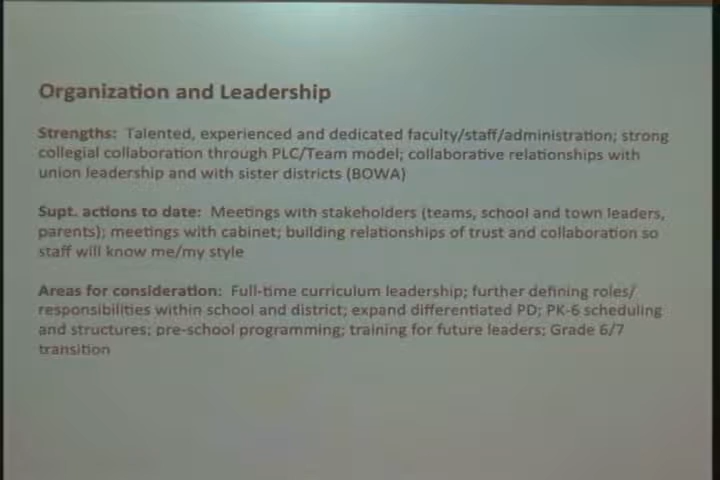 Organization and Leadership
Strengths: Talented, experienced and dedicated faculty/staff/administration; strong
collegial collaboration through PLC/Team model; collaborative relationships with
union leadership and with sister districts (BOWA)
Supt. actions to date: Meetings with stakeholders (teams, school and town leaders,
parents); meetings with cabinet; building relationships of trust and collaboration so
staff will know me/my style
Areas for consideration: Full-time curriculum leadership; further defining roles/
responsibilities within school and district; expand differentiated PD; PK-6 scheduling
and structures; pre-school programming; training for future leaders; Grade 6/7
transition